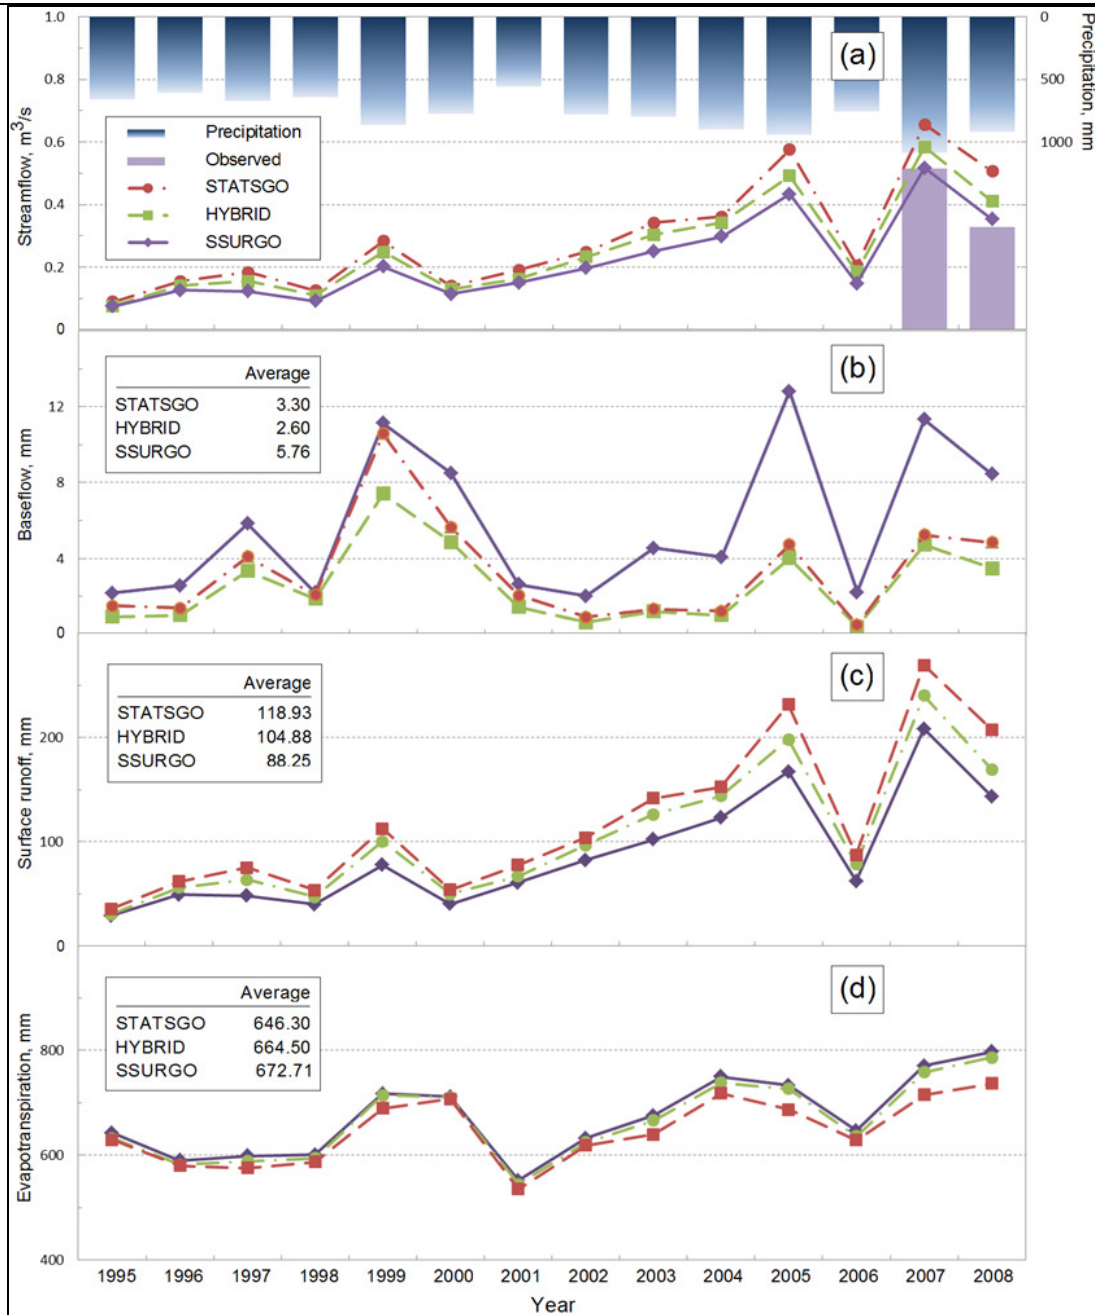 1.0
0.8
0.6
0.4
0.2
0
Streamflow, m³/s
(a)
0
500
1000
Precipitation, mm
Precipitation
Observed
STATSGO
HYBRID
SSURGO
12
8
4
0
Baseflow, mm
(b)
Average
STATSGO 3.30
HYBRID 2.60
SSURGO 5.76
200
100
0
Surface runoff, mm
(c)
Average
STATSGO 118.93
HYBRID 104.88
SSURGO 88.25
800
600
400
Evapotranspiration, mm
(d)
Average
STATSGO 646.30
HYBRID 664.50
SSURGO 672.71
1995 1996 1997 1998 1999 2000 2001 2002 2003 2004 2005 2006 2007 2008
Year